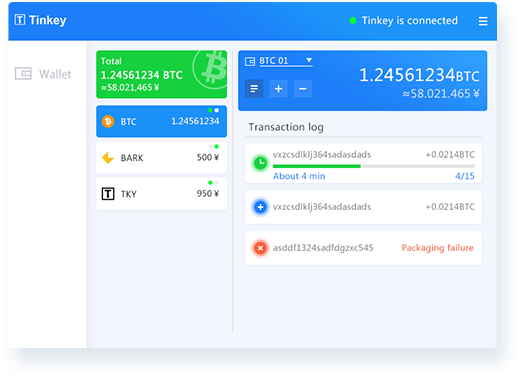 Tinkey
Tinkey is connected
Wallet
Total
1.24561234 BTC
≈58,021,465 ¥
BTC 1.24561234
BARK 500 ¥
TKY 950 ¥
BTC 01
1.24561234BTC
≈58,021,465 ¥
Transaction log
vxzcsdlklj364sadasdads +0.0214BTC
About 4 min 4/15
vxzcsdlklj364sadasdads +0.0214BTC
asddf1324sadfdgzxc545 Packaging failure